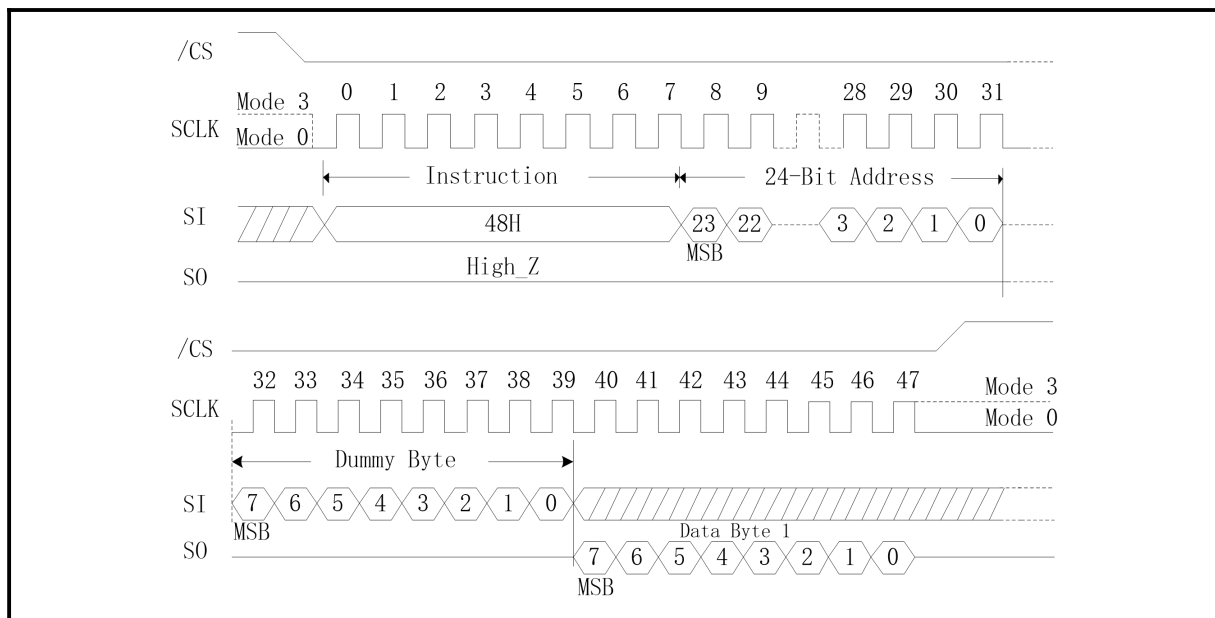 /CS
0 1 2 3 4 5 6 7 8 9 28 29 30 31
Mode 3
SCLK
Mode 0
Instruction 24-Bit Address
SI 48H 23 22 3 2 1 0
MSB
High_Z
SO
/CS
32 33 34 35 36 37 38 39 40 41 42 43 44 45 46 47
Mode 3
SCLK
Mode 0
Dummy Byte
SI 7 6 5 4 3 2 1 0
MSB
Data Byte 1
SO 7 6 5 4 3 2 1 0
MSB